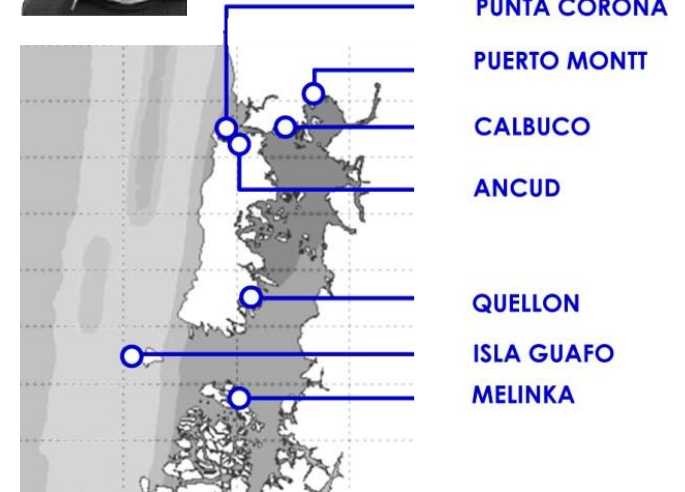 PUNTA CORONA
PUERTO MONTT
CALBUCO
ANCUD
QUELLON
ISLA GUAFO
MELINKA